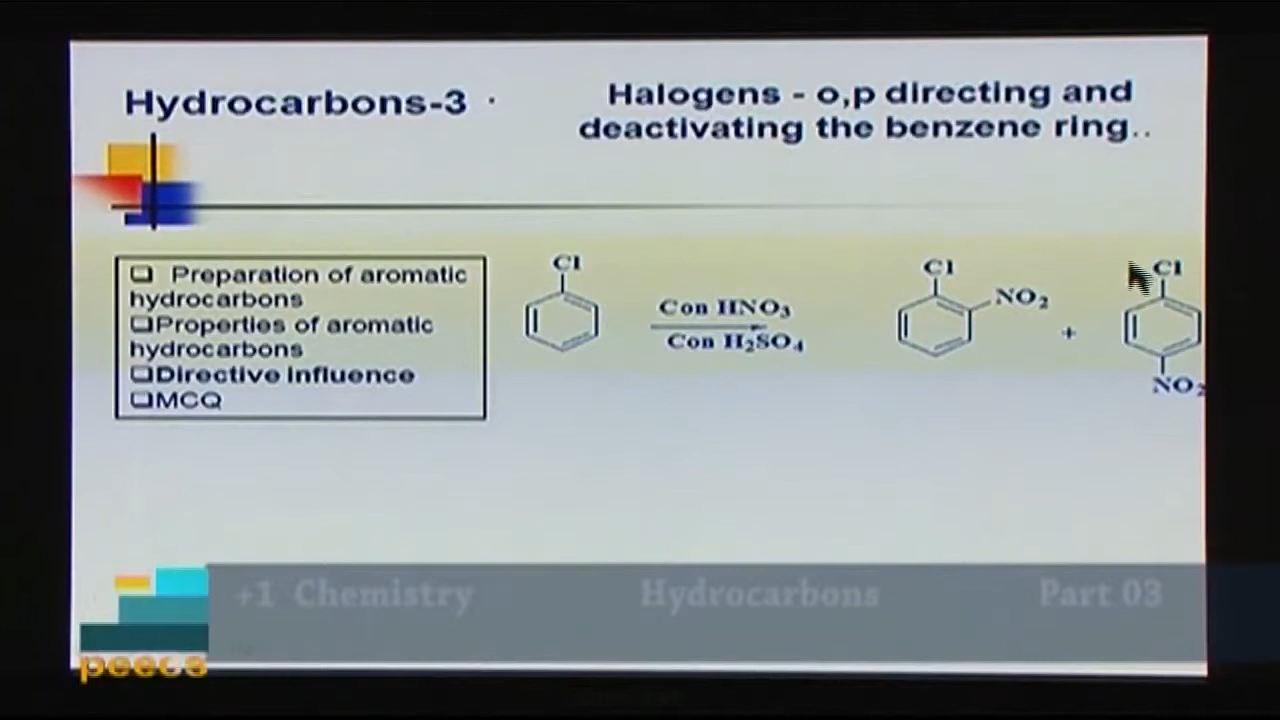 Hydrocarbons-3 .
Halogens - o,p directing and
deactivating the benzene ring..
❑ Preparation of aromatic
hydrocarbons
❑Properties of aromatic
hydrocarbons
❑Directive influence
❑MCQ
Cl
Con HNO₃
Con H₂SO₄
Cl
NO₂
+
Cl
NO₂
+1 Chemistry Hydrocarbons Part 03
peece